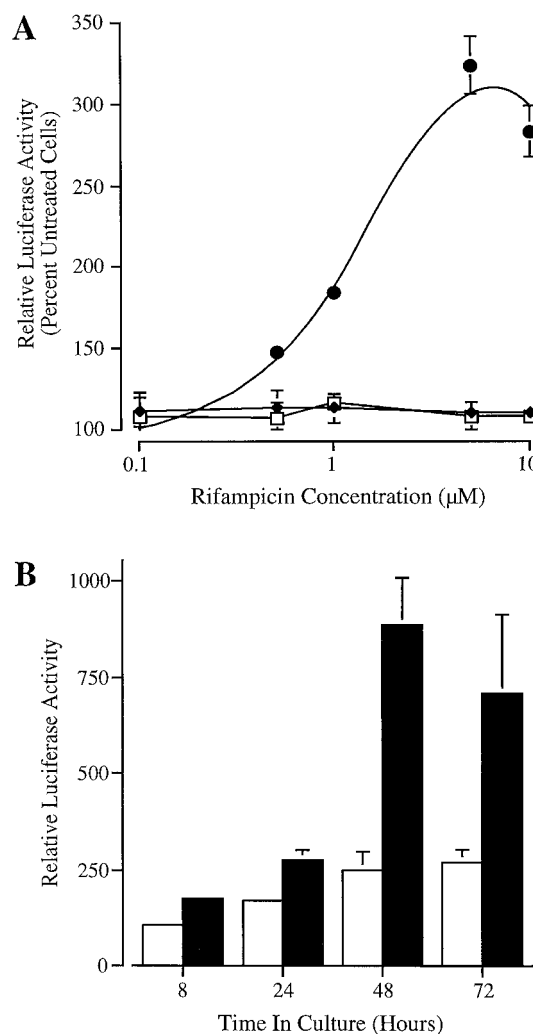 A
350
300
250
200
150
100
Relative Luciferase Activity
(Percent Untreated Cells)
0.1
1
10
Rifampicin Concentration (μM)
B
1000
750
500
250
0
Relative Luciferase Activity
8
24
48
72
Time In Culture (Hours)